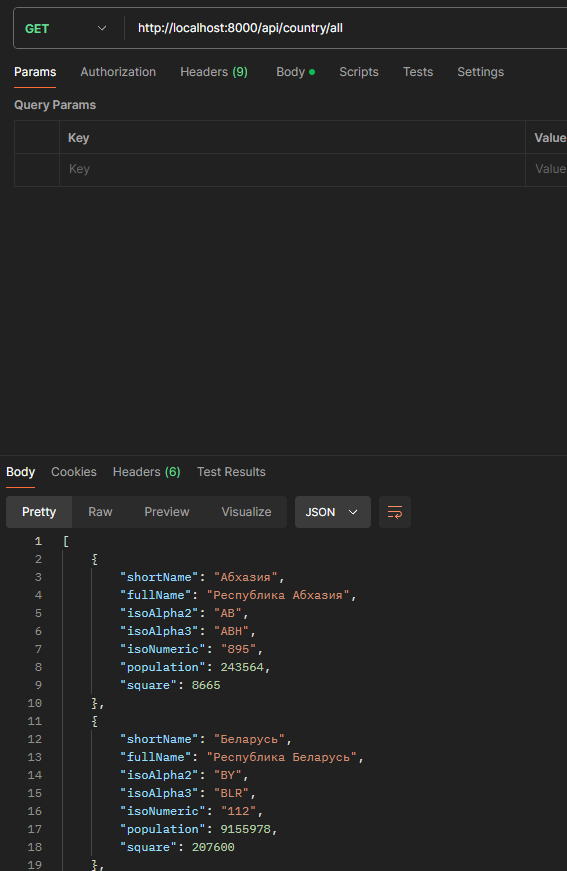 GET http://localhost:8000/api/country/all
Params Authorization Headers (9) Body Scripts Tests Settings
Query Params
Key Value
Key Value
Body Cookies Headers (6) Test Results
Pretty Raw Preview Visualize JSON
1 [
2 {
3 "shortName": "Абхазия",
4 "fullName": "Республика Абхазия",
5 "isoAlpha2": "AB",
6 "isoAlpha3": "ABH",
7 "isoNumeric": "895",
8 "population": 243564,
9 "square": 8665
10 },
11 {
12 "shortName": "Беларусь",
13 "fullName": "Республика Беларусь",
14 "isoAlpha2": "BY",
15 "isoAlpha3": "BLR",
16 "isoNumeric": "112",
17 "population": 9155978,
18 "square": 207600
19 },